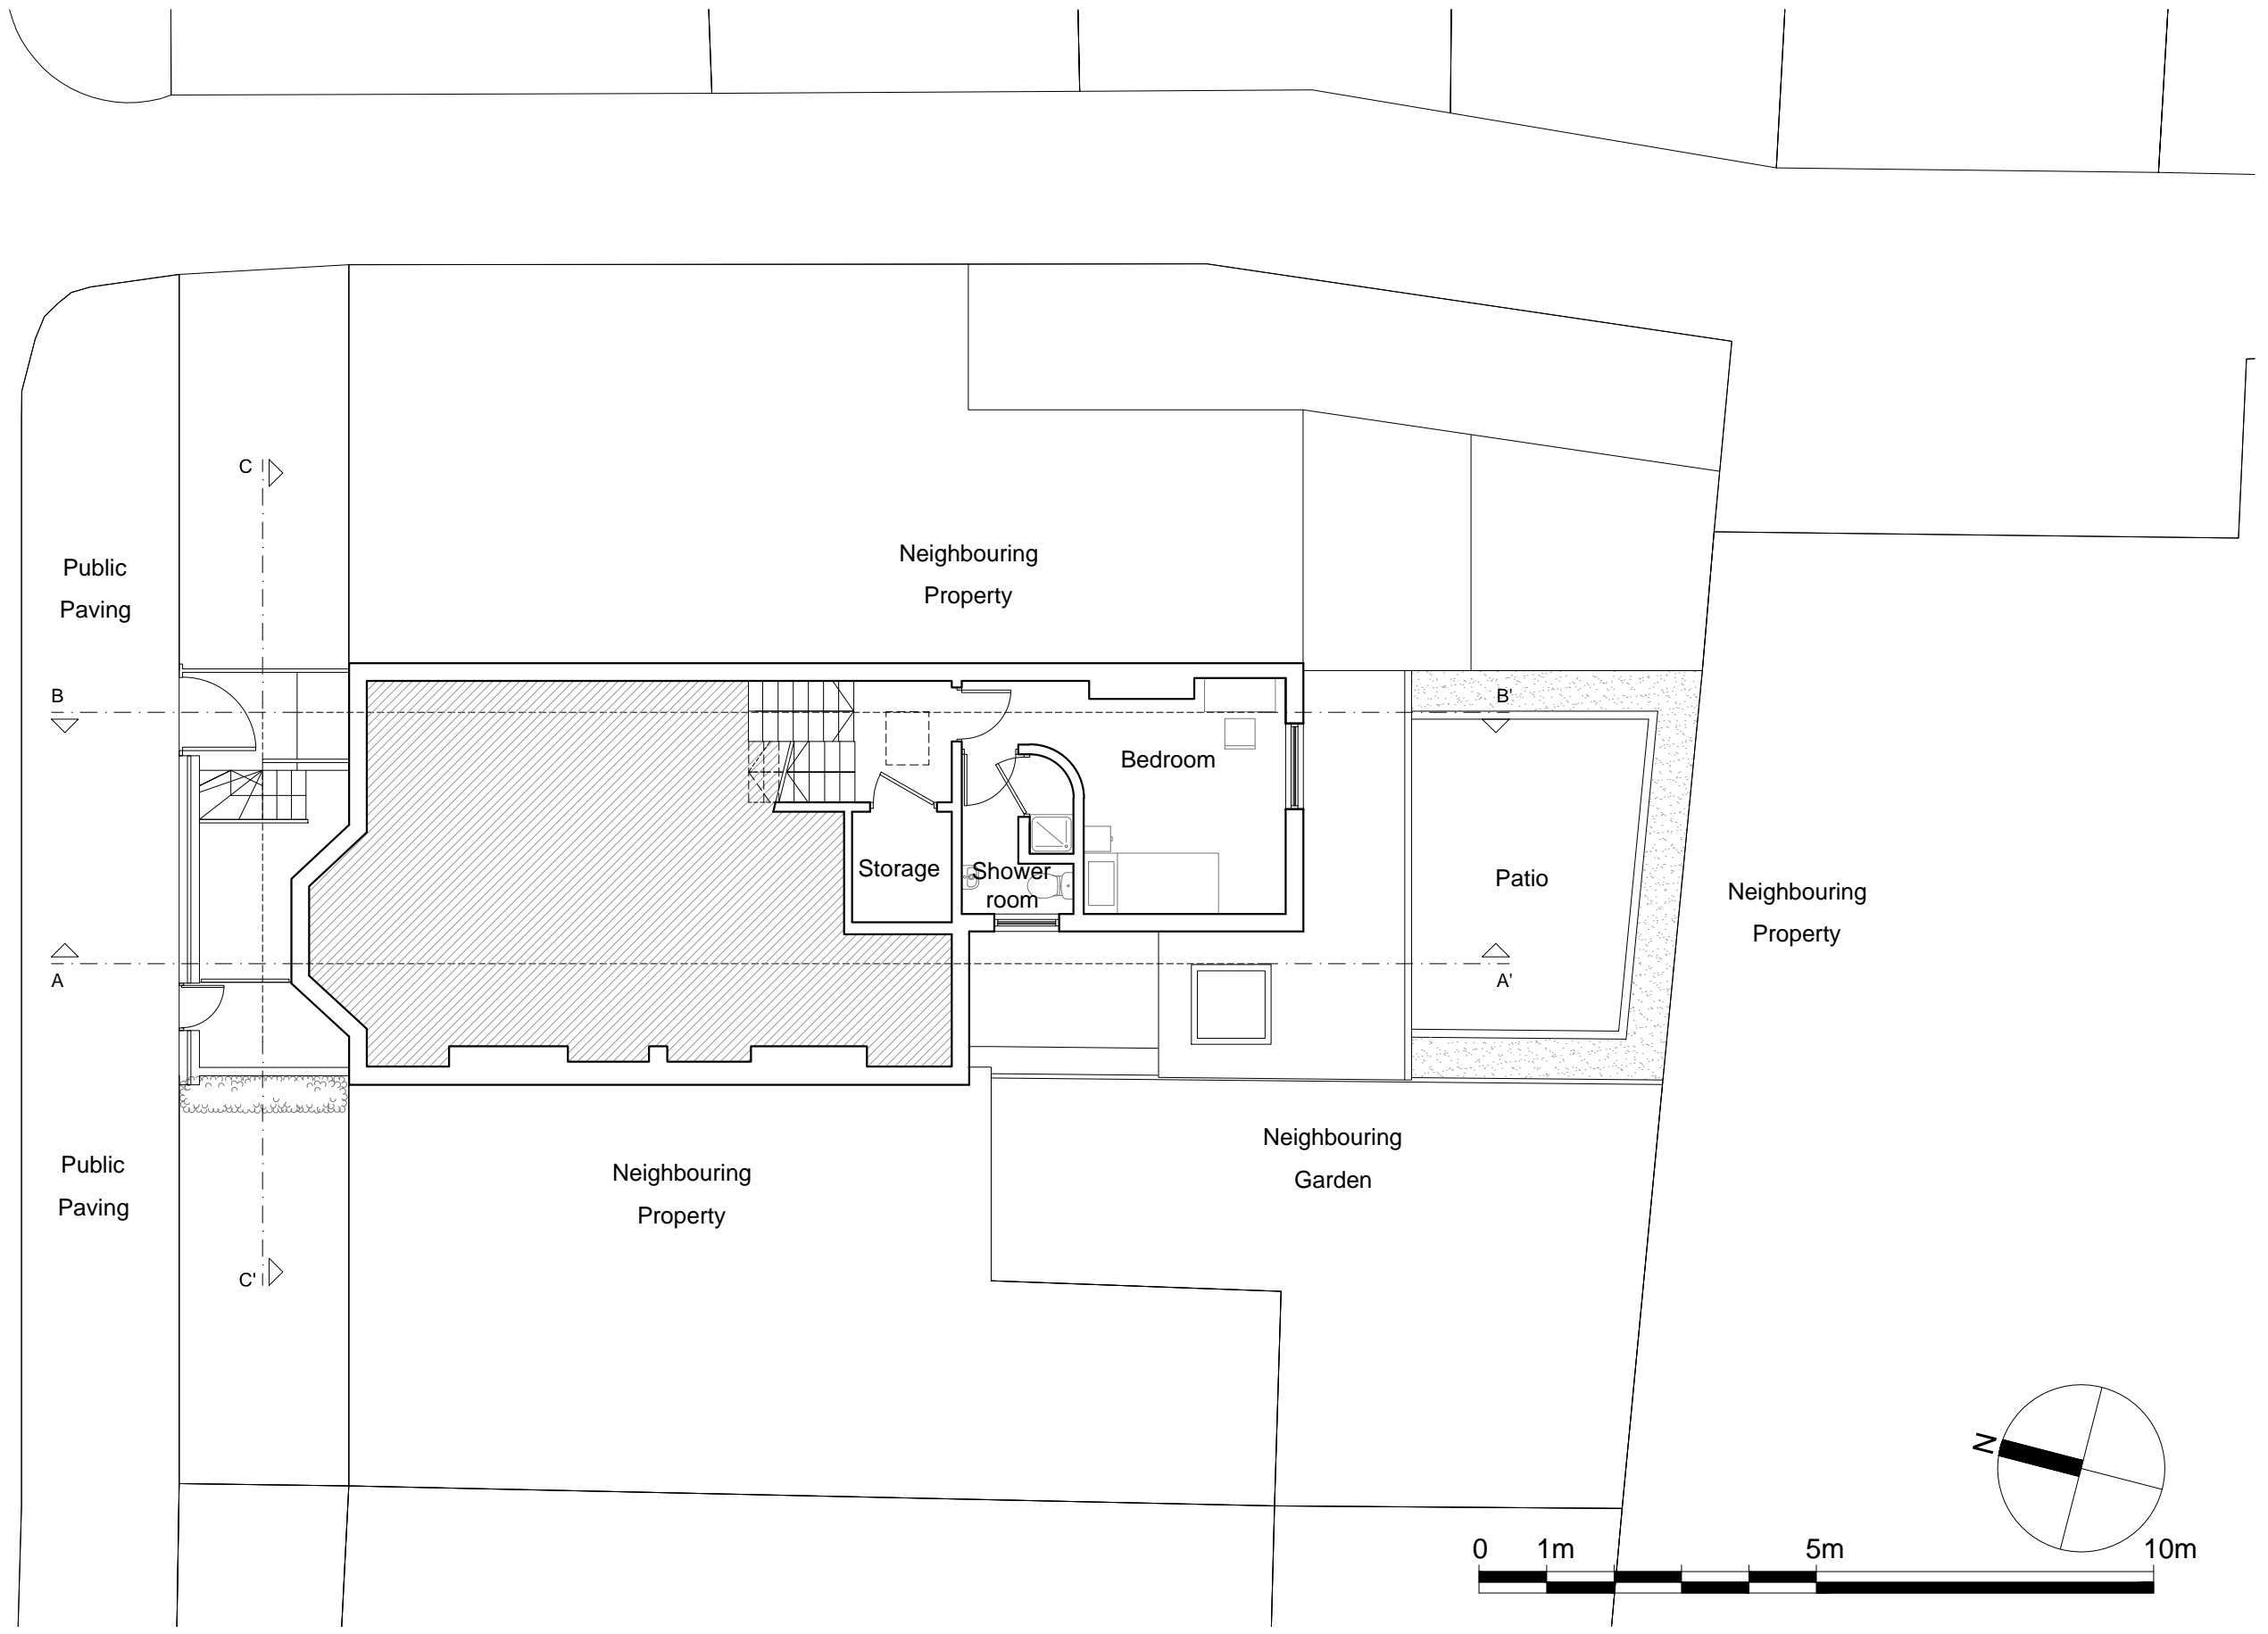 C
Neighbouring
Property
Public
Paving
B
B'
Bedroom
Storage
Shower
room
Patio
Neighbouring
Property
A
A'
Neighbouring
Garden
Public
Paving
Neighbouring
Property
C'
N
0 1m 5m 10m